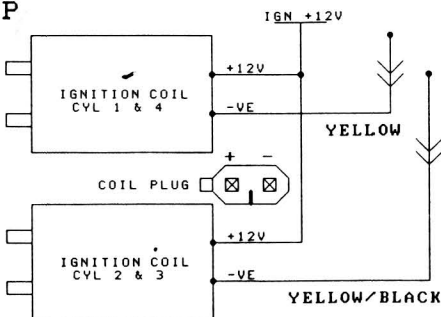 P
IGN +12V
+12V
IGNITION COIL
CYL 1 & 4
-VE
YELLOW
+ -
COIL PLUG
+12V
IGNITION COIL
CYL 2 & 3
-VE
YELLOW/BLACK